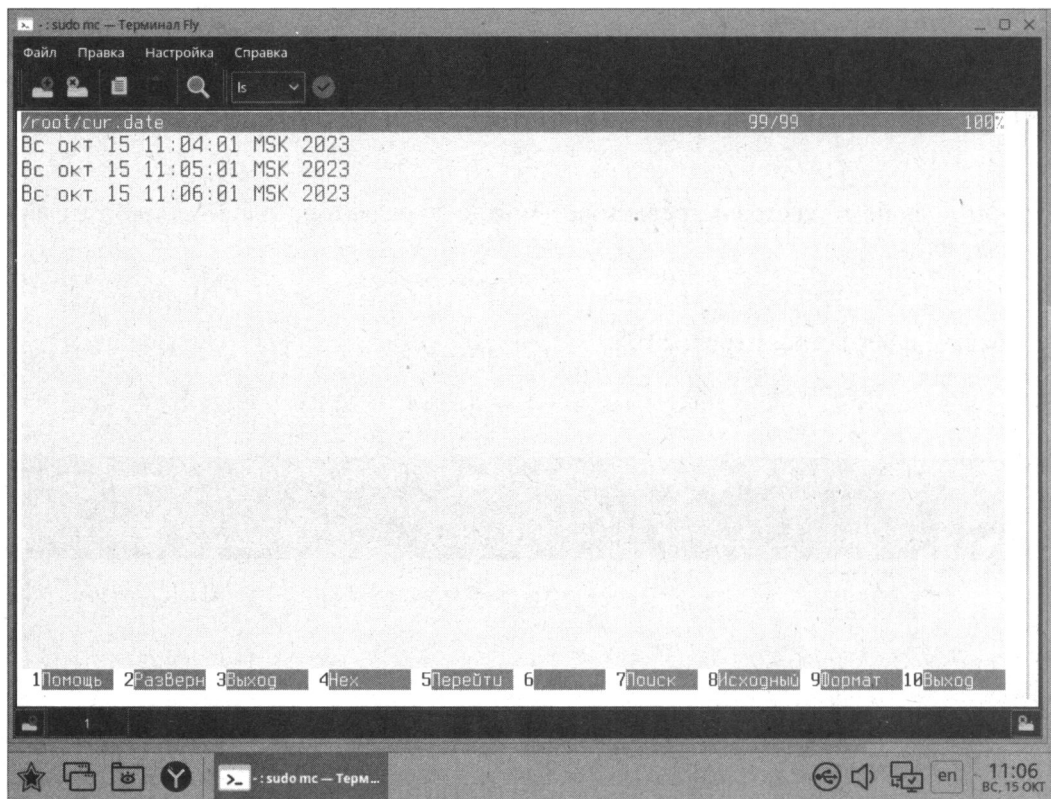 - : sudo mc — Терминал Fly
Файл Правка Настройка Справка
ls
/root/cur.date 99/99 100%
Вс окт 15 11:04:01 MSK 2023
Вс окт 15 11:05:01 MSK 2023
Вс окт 15 11:06:01 MSK 2023
1Помощь 2РазВерн 3Выход 4Hex 5Перейти 6 7Поиск 8Исходный 9Формат 10Выход
1
- : sudo mc — Терм... en 11:06
ВС, 15 ОКТ